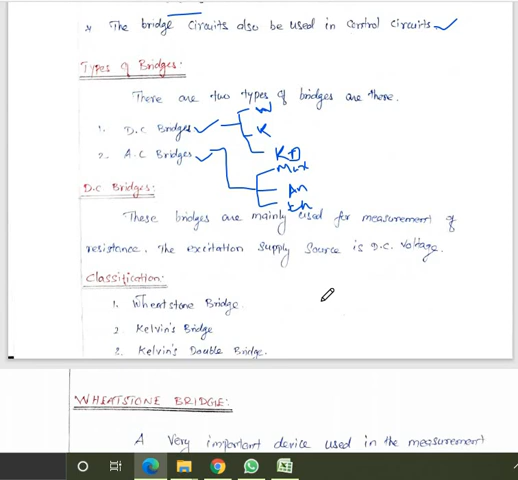 * The bridge circuits also be used in control circuits.
Types of Bridges:
There are two types of bridges are there.
W
1. D.C Bridges
K
2. A.C Bridges
KD
Max
An
D.C Bridges:
These bridges are mainly used for measurement of
resistance. The excitation supply source is D.C. Voltage.
Classification:
1. Wheatstone Bridge.
2. Kelvin's Bridge
3. Kelvin's Double Bridge.
WHEATSTONE BRIDGE:
A Very important device used in the measurement